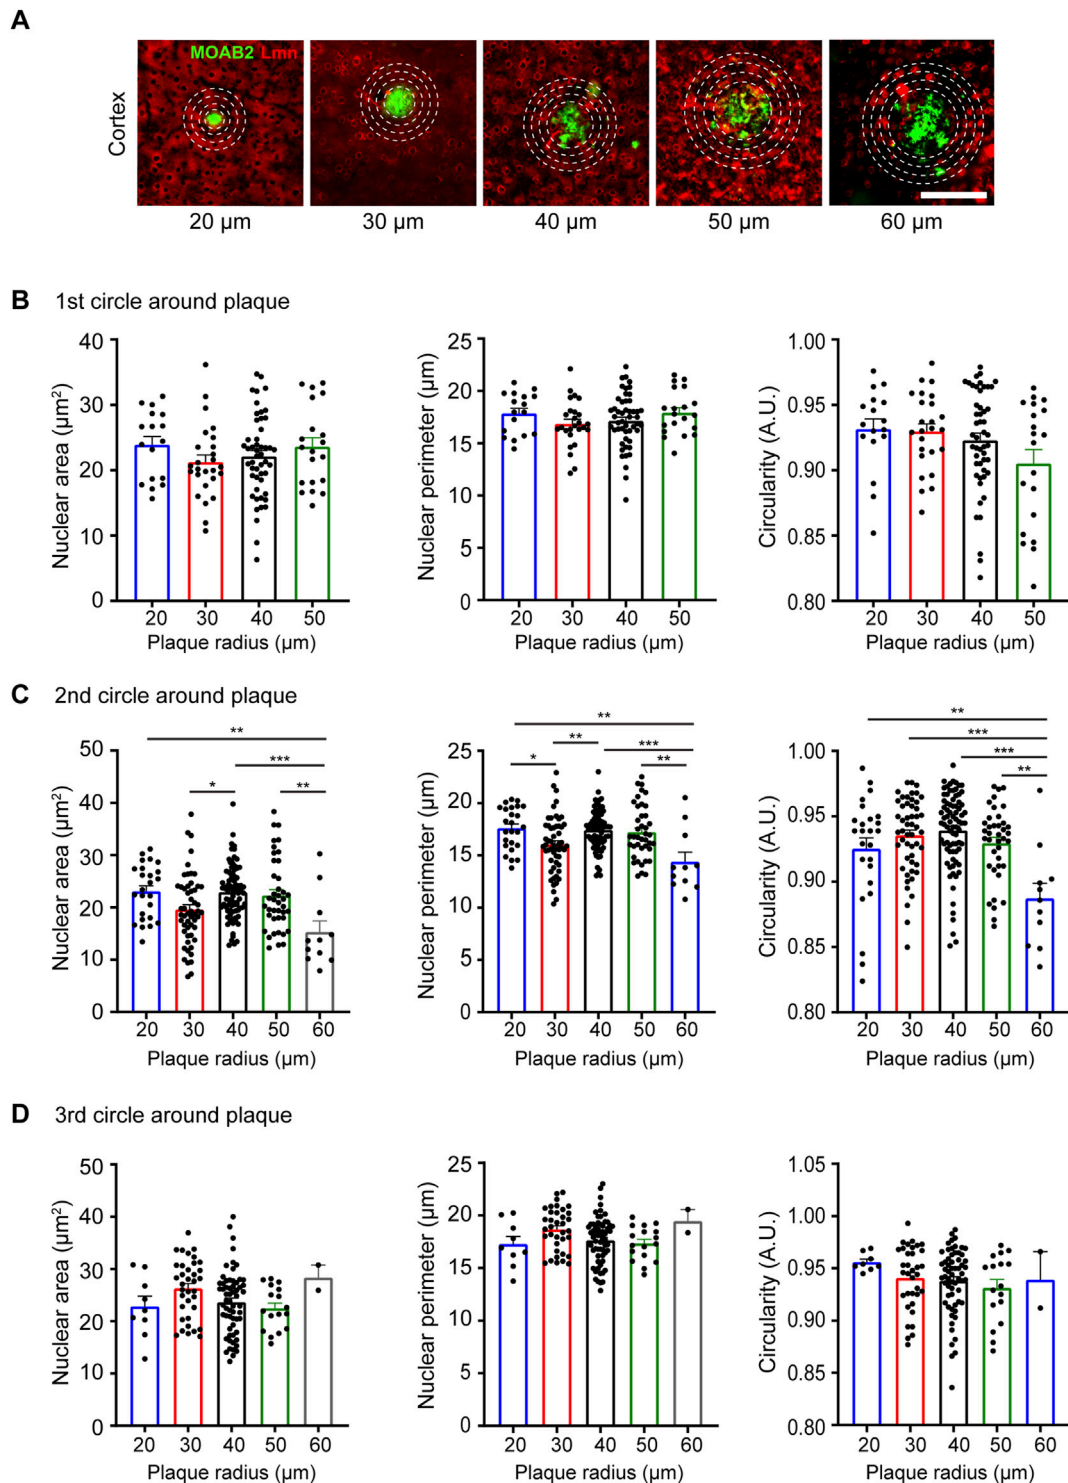 A
MOAB2 Lmn
Cortex
20 µm 30 µm 40 µm 50 µm 60 µm
B 1st circle around plaque
Nuclear area (µm²)
40
30
20
10
0
20 30 40 50
Plaque radius (µm)
Nuclear perimeter (µm)
25
20
15
10
5
0
20 30 40 50
Plaque radius (µm)
Circularity (A.U.)
1.00
0.95
0.90
0.85
0.80
20 30 40 50
Plaque radius (µm)
C 2nd circle around plaque
Nuclear area (µm²)
50
40
30
20
10
0
**
***
* **
20 30 40 50 60
Plaque radius (µm)
Nuclear perimeter (µm)
25
20
15
10
5
0
**
** ***
* **
20 30 40 50 60
Plaque radius (µm)
Circularity (A.U.)
1.00
0.95
0.90
0.85
0.80
**
***
***
**
20 30 40 50 60
Plaque radius (µm)
D 3rd circle around plaque
Nuclear area (µm²)
50
40
30
20
10
0
20 30 40 50 60
Plaque radius (µm)
Nuclear perimeter (µm)
25
20
15
10
5
0
20 30 40 50 60
Plaque radius (µm)
Circularity (A.U.)
1.05
1.00
0.95
0.90
0.85
0.80
20 30 40 50 60
Plaque radius (µm)